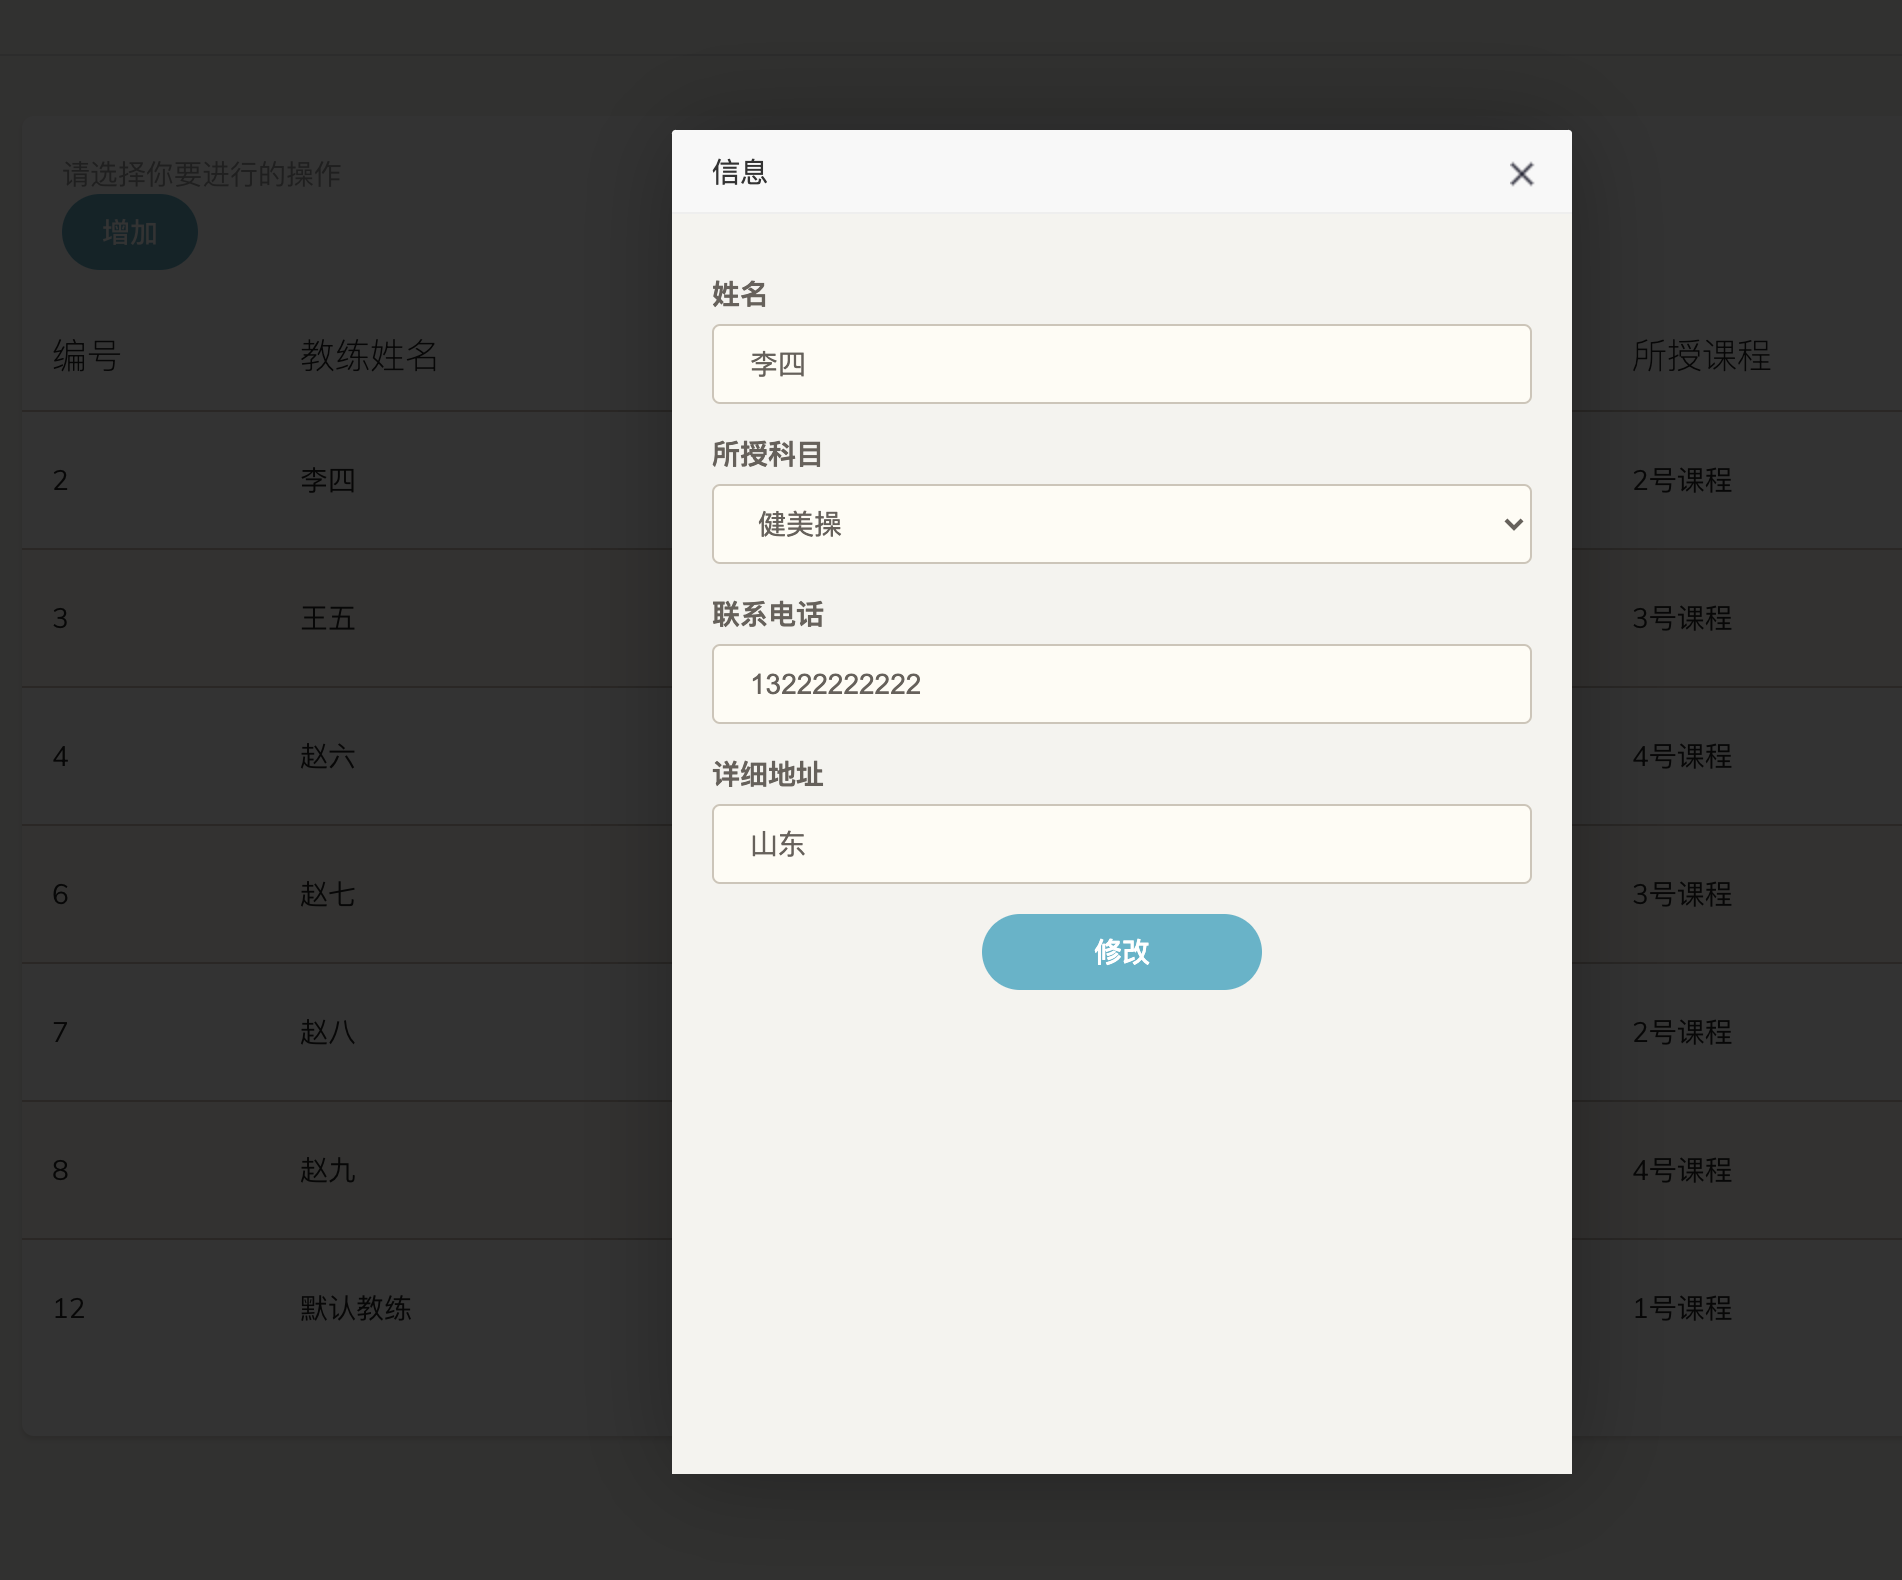 请选择你要进行的操作
增加
编号 教练姓名 所授课程
2 李四 2号课程
3 王五 3号课程
4 赵六 4号课程
6 赵七 3号课程
7 赵八 2号课程
8 赵九 4号课程
12 默认教练 1号课程
信息
姓名
李四
所授科目
健美操
联系电话
13222222222
详细地址
山东
修改